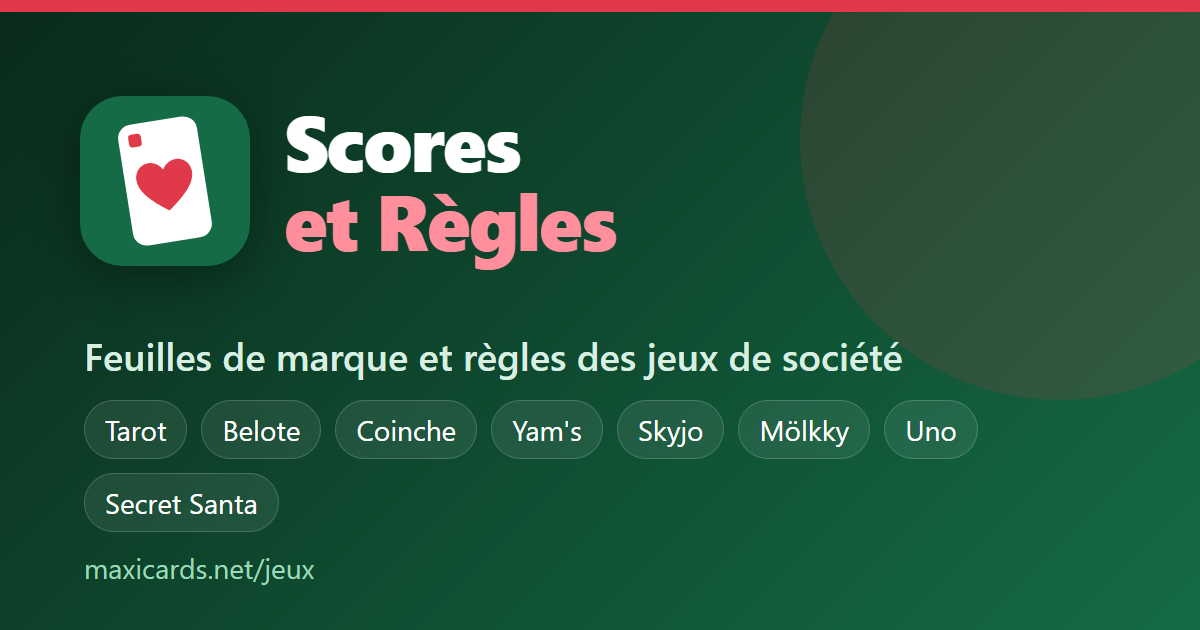 Scores
et Règles
Feuilles de marque et règles des jeux de société
Tarot Belote Coinche Yam's Skyjo Mölkky Uno
Secret Santa
maxicards.net/jeux